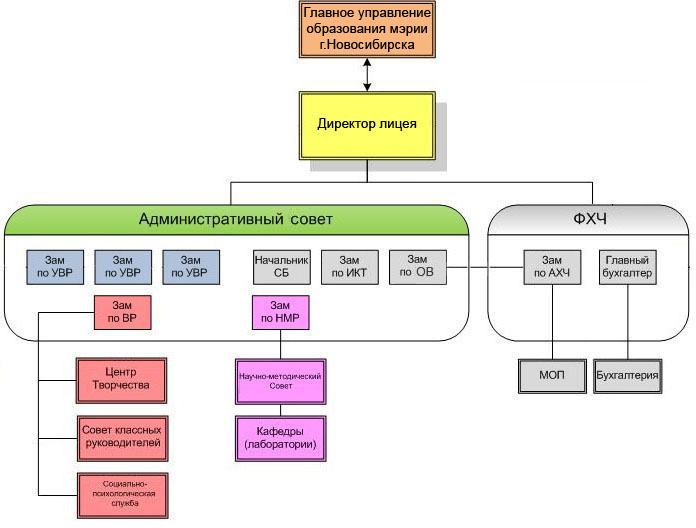 Главное управление
образования мэрии
г.Новосибирска
Директор лицея
Административный совет
ФХЧ
Зам
по УВР
Зам
по УВР
Зам
по УВР
Начальник
СБ
Зам
по ИКТ
Зам
по ОВ
Зам
по АХЧ
Главный
бухгалтер
Зам
по ВР
Зам
по НМР
Центр
Творчества
Научно-методический
Совет
МОП
Бухгалтерия
Совет классных
руководителей
Кафедры
(лаборатории)
Социально-
психологическая
служба